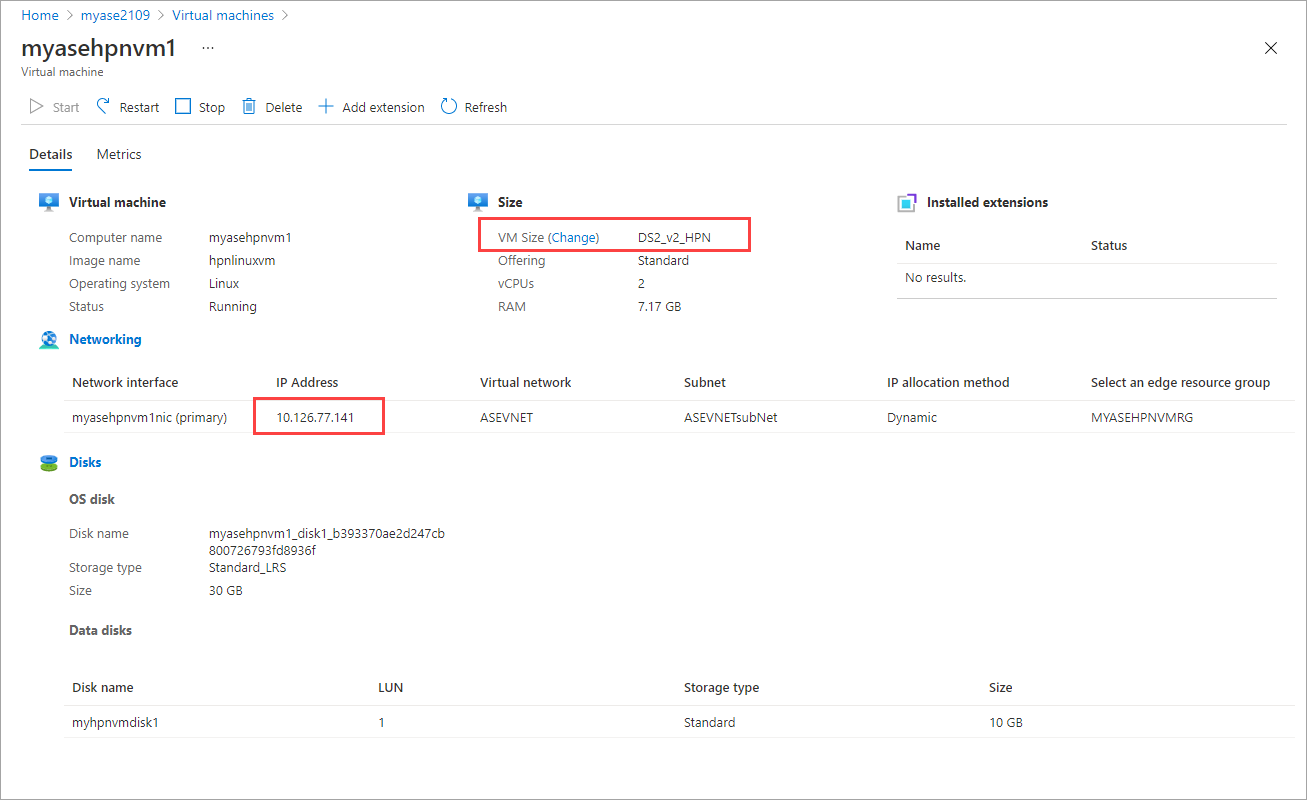 Home > myase2109 > Virtual machines >
myasehpnvm1 ...
Virtual machine
Start Restart Stop Delete Add extension Refresh
Details Metrics
Virtual machine
Computer name myasehpnvm1
Image name hpnlinuxvm
Operating system Linux
Status Running
Size
VM Size (Change) DS2_v2_HPN
Offering Standard
vCPUs 2
RAM 7.17 GB
Installed extensions
Name Status
No results.
Networking
Network interface IP Address Virtual network Subnet IP allocation method Select an edge resource group
myasehpnvm1nic (primary) 10.126.77.141 ASEVNET ASEVNETsubNet Dynamic MYASEHPNVMRG
Disks
OS disk
Disk name myasehpnvm1_disk1_b393370ae2d247cb
800726793fd8936f
Storage type Standard_LRS
Size 30 GB
Data disks
Disk name LUN Storage type Size
myhpnvmdisk1 1 Standard 10 GB